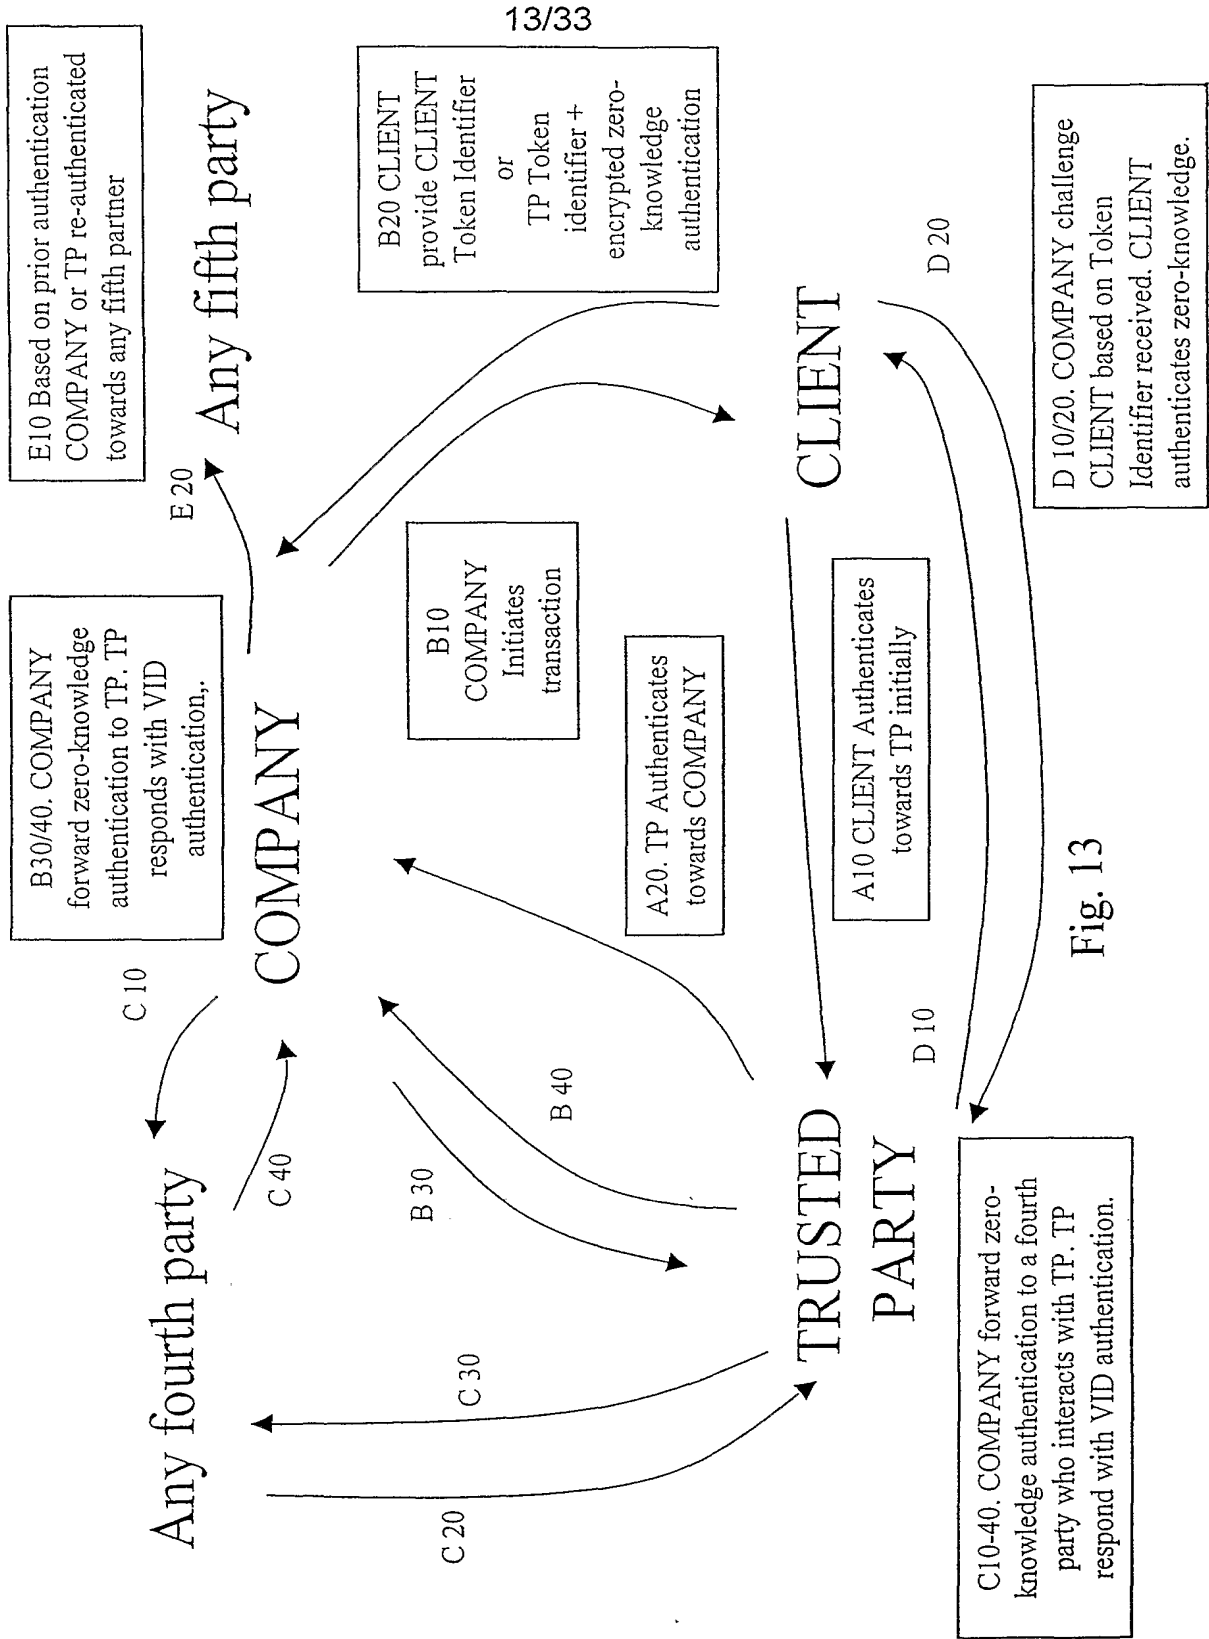 13/33
E10 Based on prior authentication
COMPANY or TP re-authenticated
towards any fifth partner
B30/40. COMPANY
forward zero-knowledge
authentication to TP. TP
responds with VID
authentication,.
Any fifth party
E 20
C 10
Any fourth party
COMPANY
C 40
B20 CLIENT
provide CLIENT
Token Identifier
or
TP Token
identifier +
encrypted zero-
knowledge
authentication
B10
COMPANY
Initiates
transaction
B 30
B 40
C 30
C 20
A20. TP Authenticates
towards COMPANY
CLIENT
TRUSTED
PARTY
A10 CLIENT Authenticates
towards TP initially
D 10
D 20
C10-40. COMPANY forward zero-
knowledge authentication to a fourth
party who interacts with TP. TP
respond with VID authentication.
D 10/20. COMPANY challenge
CLIENT based on Token
Identifier received. CLIENT
authenticates zero-knowledge.
Fig. 13